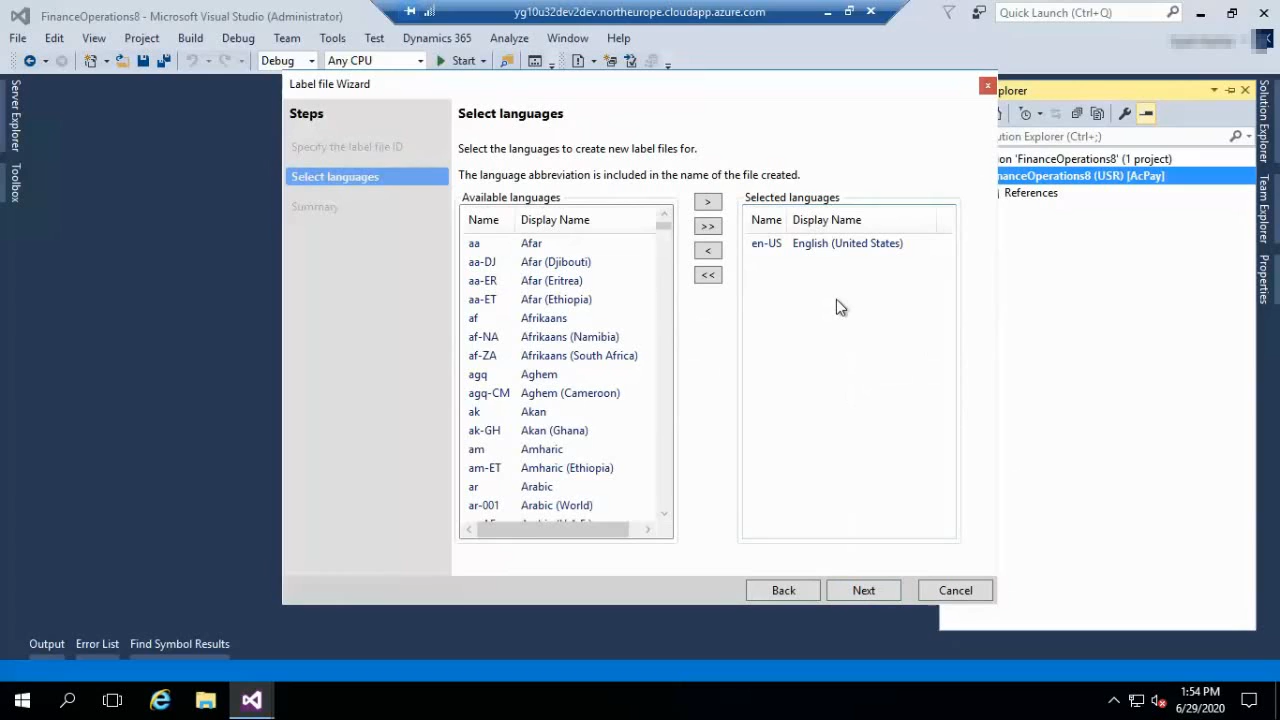 FinanceOperations8 - Microsoft Visual Studio (Administrator)
yg10u32dev2dev.northeurope.cloudapp.azure.com
Quick Launch (Ctrl+Q)
File Edit View Project Build Debug Team Tools Test Dynamics 365 Analyze Window Help
Debug Any CPU Start
Label file Wizard
Steps
Specify the label file ID
Select languages
Summary
Select languages
Select the languages to create new label files for.
The language abbreviation is included in the name of the file created.
Available languages
Name Display Name
aa Afar
aa-DJ Afar (Djibouti)
aa-ER Afar (Eritrea)
aa-ET Afar (Ethiopia)
af Afrikaans
af-NA Afrikaans (Namibia)
af-ZA Afrikaans (South Africa)
agq Aghem
agq-CM Aghem (Cameroon)
ak Akan
ak-GH Akan (Ghana)
am Amharic
am-ET Amharic (Ethiopia)
ar Arabic
ar-001 Arabic (World)
>
>>
<
<<
Selected languages
Name Display Name
en-US English (United States)
Back Next Cancel
plorer
ution Explorer (Ctrl+;)
on 'FinanceOperations8' (1 project)
nanceOperations8 (USR) [AcPay]
References
Server Explorer
Toolbox
Solution Explorer
Team Explorer
Properties
Output Error List Find Symbol Results
1:54 PM
6/29/2020